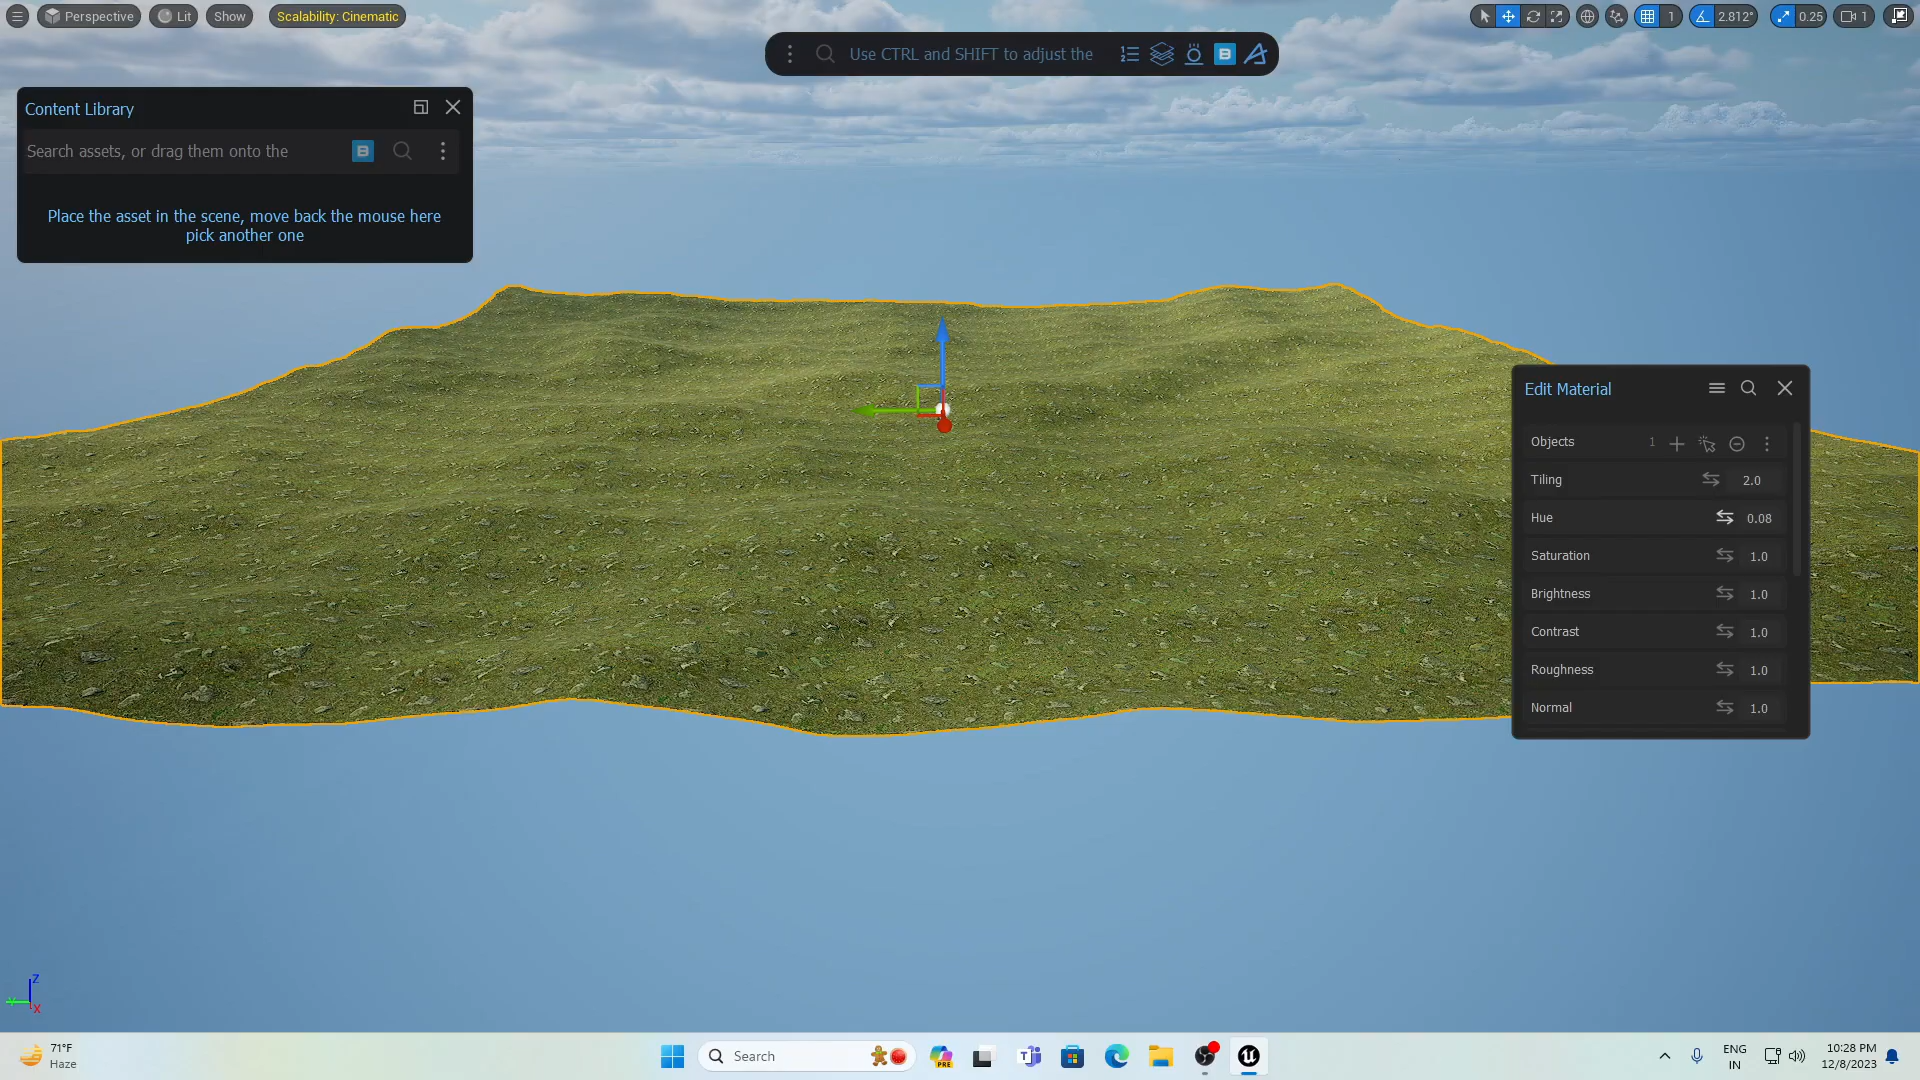 Perspective
Lit
Show
Scalability: Cinematic
1
2.812°
0.25
1
Use CTRL and SHIFT to adjust the
Content Library
Search assets, or drag them onto the
Place the asset in the scene, move back the mouse here
pick another one
Edit Material
Objects 1
Tiling 2.0
Hue 0.08
Saturation 1.0
Brightness 1.0
Contrast 1.0
Roughness 1.0
Normal 1.0
Z
Y
X
71°F
Haze
Search
PRE
ENG
IN
10:28 PM
12/8/2023